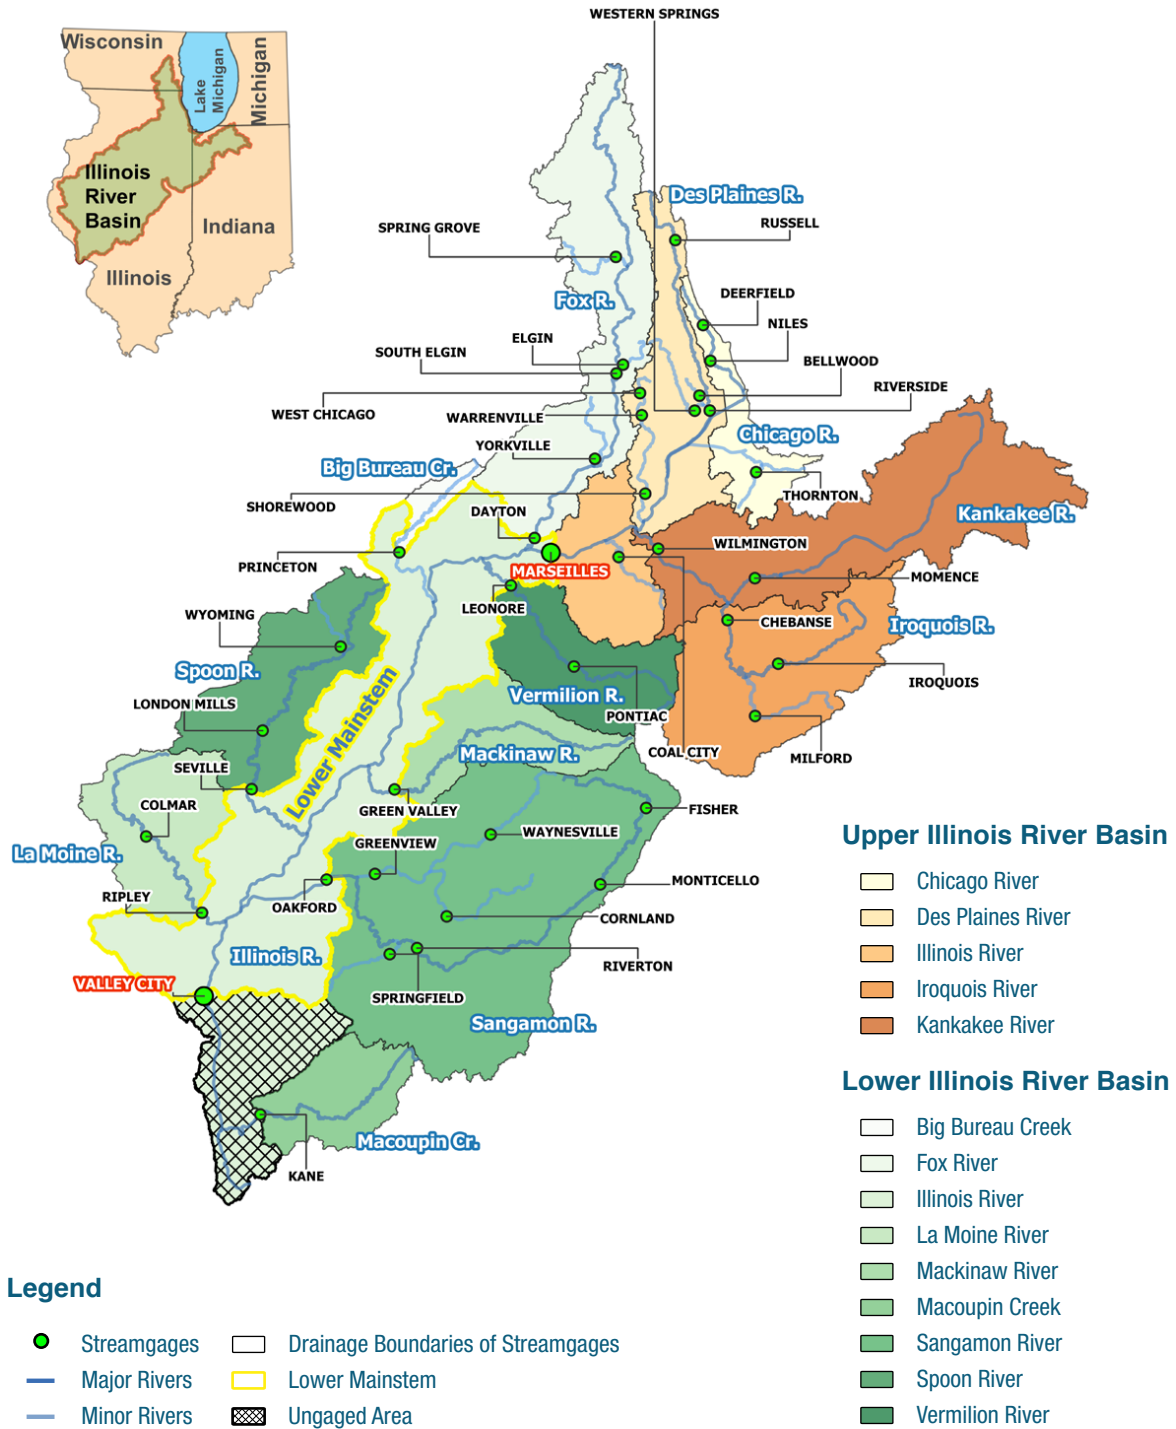 WESTERN SPRINGS
Wisconsin
Lake
Michigan
Michigan
Illinois
River
Basin
Indiana
Illinois
Des Plaines R.
RUSSELL
SPRING GROVE
Fox R.
DEERFIELD
NILES
ELGIN
SOUTH ELGIN
BELLWOOD
RIVERSIDE
WEST CHICAGO
WARRENVILLE
Chicago R.
YORKVILLE
Big Bureau Cr.
SHOREWOOD
THORNTON
DAYTON
Kankakee R.
WILMINGTON
PRINCETON
MARSEILLES
MOMENCE
LEONORE
WYOMING
CHEBANSE
Iroquois R.
Spoon R.
IROQUOIS
LONDON MILLS
Lower Mainstem
Vermilion R.
PONTIAC
Mackinaw R.
COAL CITY
MILFORD
SEVILLE
COLMAR
GREEN VALLEY
FISHER
WAYNESVILLE
GREENVIEW
La Moine R.
MONTICELLO
RIPLEY
OAKFORD
CORNLAND
Illinois R.
RIVERTON
VALLEY CITY
SPRINGFIELD
Sangamon R.
Macoupin Cr.
KANE
Upper Illinois River Basin
Chicago River
Des Plaines River
Illinois River
Iroquois River
Kankakee River
Lower Illinois River Basin
Big Bureau Creek
Fox River
Illinois River
La Moine River
Mackinaw River
Macoupin Creek
Sangamon River
Spoon River
Vermilion River
Legend
Streamgages
Major Rivers
Minor Rivers
Drainage Boundaries of Streamgages
Lower Mainstem
Ungaged Area